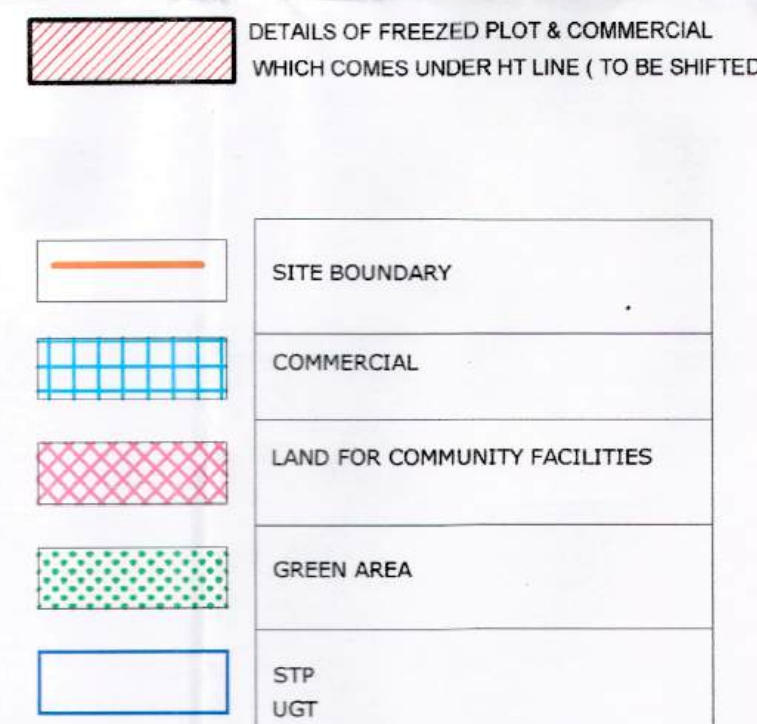 DETAILS OF FREEZED PLOT & COMMERCIAL
WHICH COMES UNDER HT LINE ( TO BE SHIFTED
SITE BOUNDARY
COMMERCIAL
LAND FOR COMMUNITY FACILITIES
GREEN AREA
STP
UGT